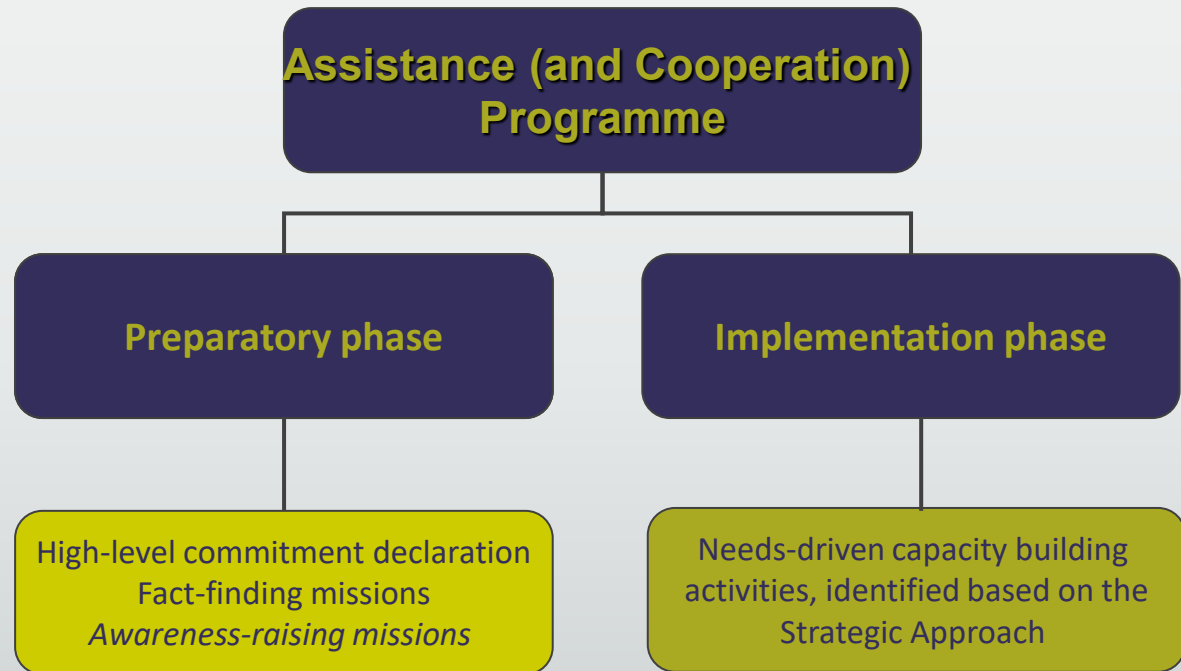 Assistance (and Cooperation)
Programme
Preparatory phase
Implementation phase
High-level commitment declaration
Fact-finding missions
Awareness-raising missions
Needs-driven capacity building
activities, identified based on the
Strategic Approach